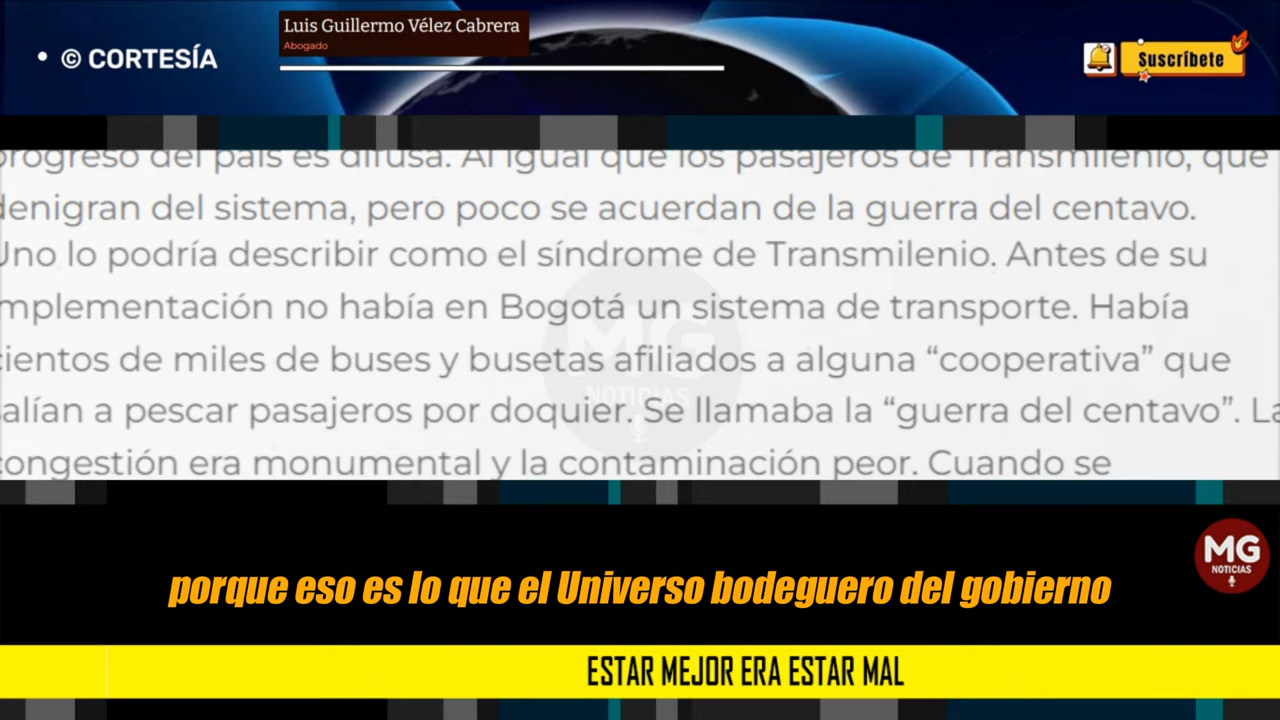 Luis Guillermo Vélez Cabrera
Abogado
• © CORTESÍA
Suscríbete
progreso del país es difusa. Al igual que los pasajeros de Transmilenio, que
denigran del sistema, pero poco se acuerdan de la guerra del centavo.
Uno lo podría describir como el síndrome de Transmilenio. Antes de su
mplementación no había en Bogotá un sistema de transporte. Había
cientos de miles de buses y busetas afiliados a alguna “cooperativa” que
salían a pescar pasajeros por doquier. Se llamaba la “guerra del centavo”. La
congestión era monumental y la contaminación peor. Cuando se
MG
NOTICIAS
MG
NOTICIAS
porque eso es lo que el Universo bodeguero del gobierno
ESTAR MEJOR ERA ESTAR MAL